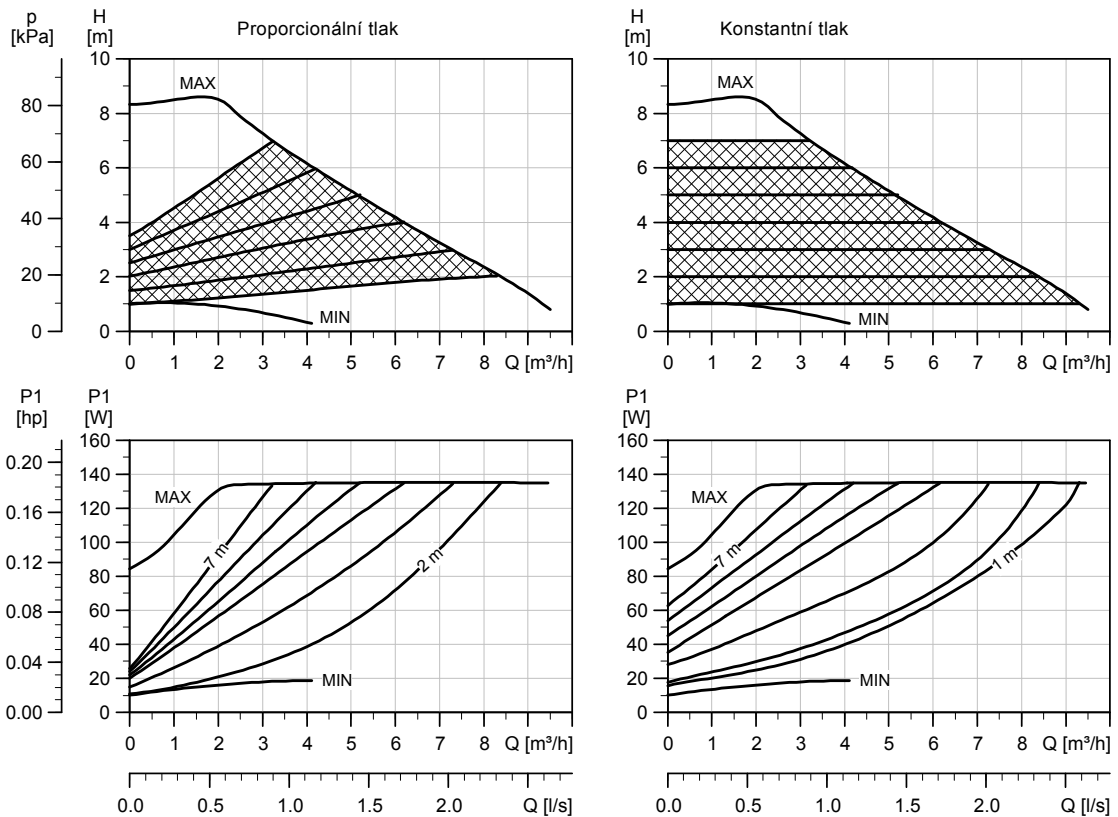 p H Proporcionální tlak H Konstantní tlak
[kPa] [m] [m]
10 10
MAX MAX
80 8 8
60 6 6
40 4 4
20 2 2
MIN MIN
0 0 0
0 1 2 3 4 5 6 7 8 Q [m³/h] 0 1 2 3 4 5 6 7 8 Q [m³/h]
P1 P1 P1
[hp] [W] [W]
160 160
0.20
140 140
MAX MAX
0.16 120 120
100 100
0.12
7 m 2 m 7 m 1 m
80 80
0.08
60 60
0.04 40 40
20 MIN 20 MIN
0.00 0 0
0 1 2 3 4 5 6 7 8 Q [m³/h] 0 1 2 3 4 5 6 7 8 Q [m³/h]
0.0 0.5 1.0 1.5 2.0 Q [l/s] 0.0 0.5 1.0 1.5 2.0 Q [l/s]